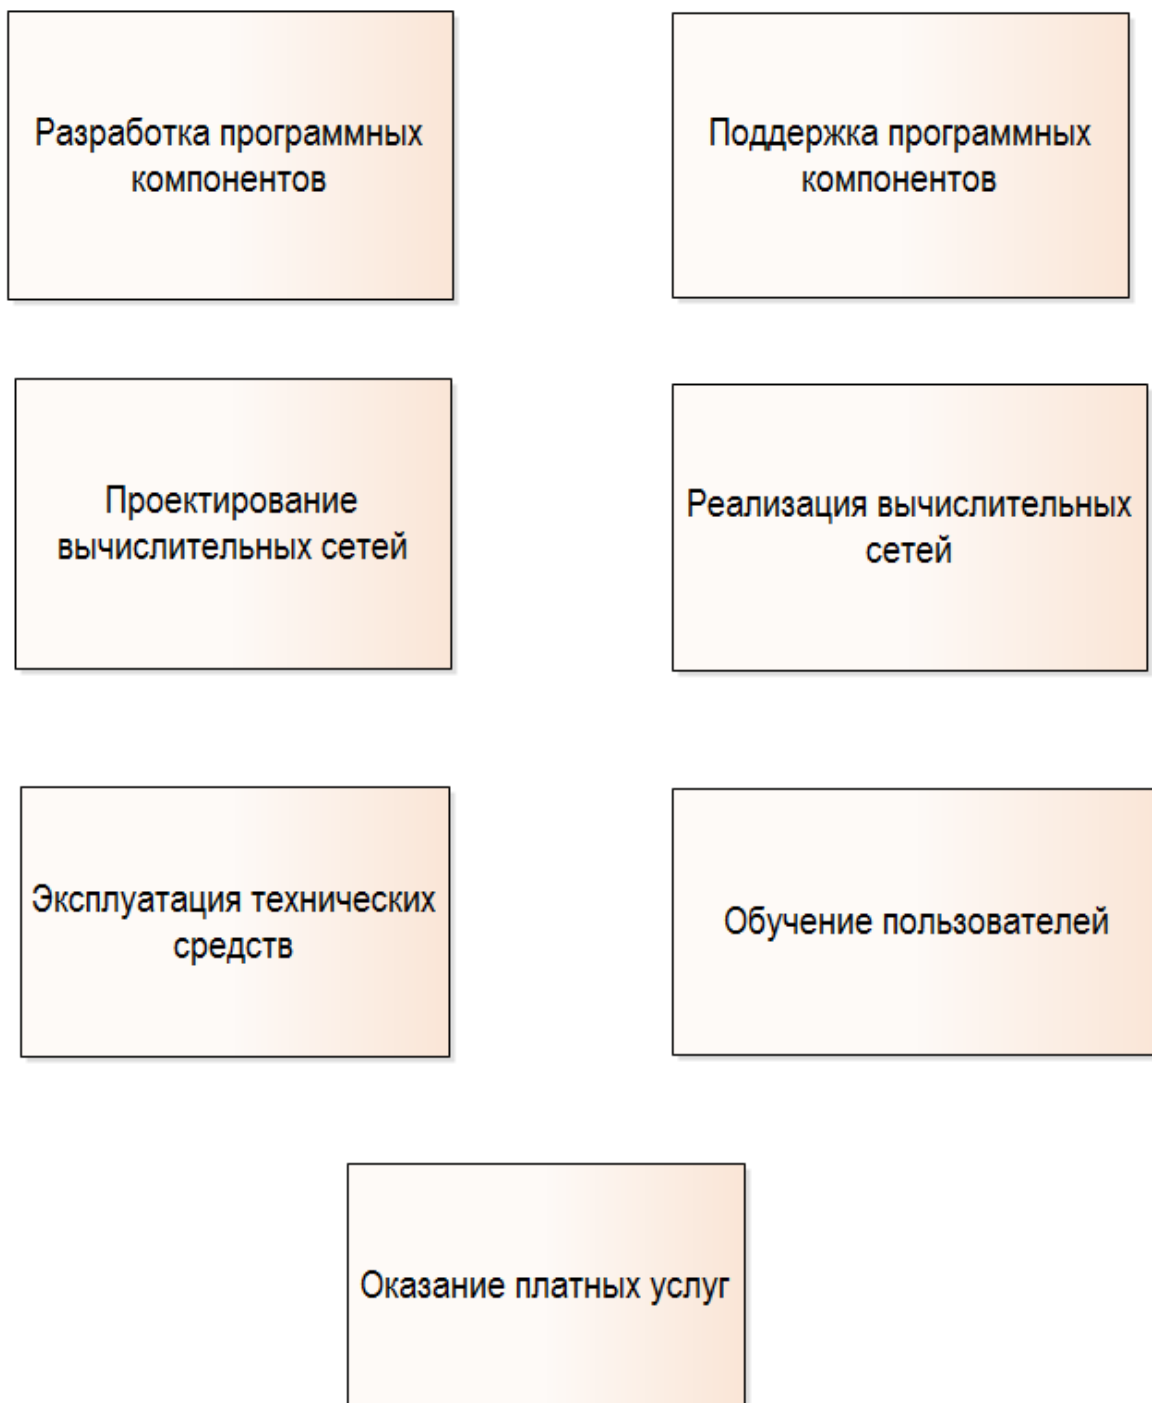 Разработка программных
компонентов
Поддержка программных
компонентов
Проектирование
вычислительных сетей
Реализация вычислительных
сетей
Эксплуатация технических
средств
Обучение пользователей
Оказание платных услуг